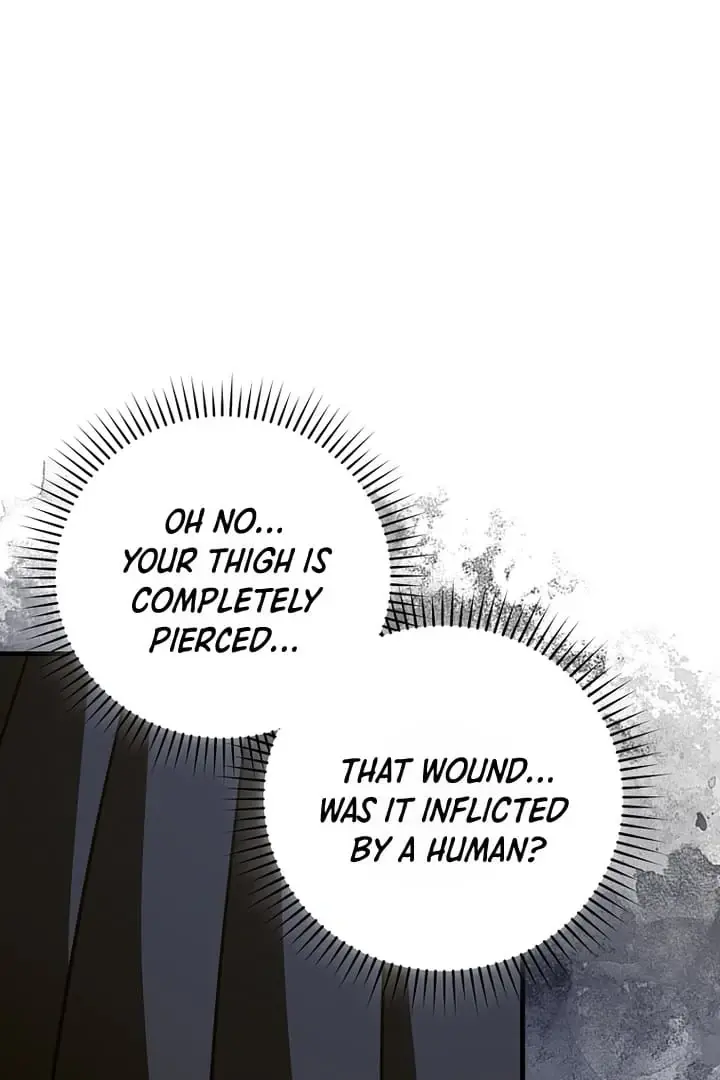 OH NO...
YOUR THIGH IS
COMPLETELY
PIERCED...
THAT WOUND...
WAS IT INFLICTED
BY A HUMAN?